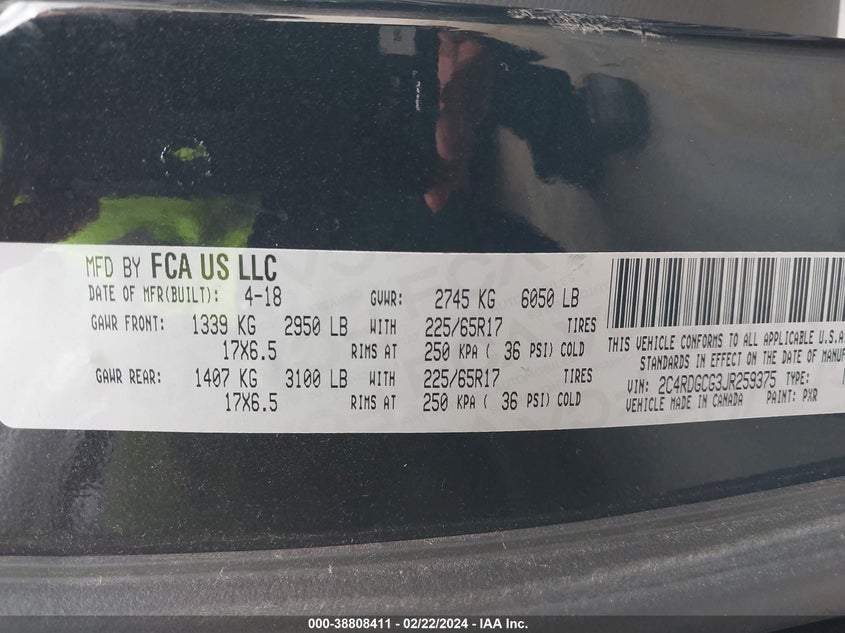 MFD BY FCA US LLC
DATE OF MFR(BUILT): 4-18 GVWR: 2745 KG 6050 LB
GAWR FRONT: 1339 KG 2950 LB WITH 225/65R17 TIRES
17X6.5 RIMS AT 250 KPA ( 36 PSI) COLD
GAWR REAR: 1407 KG 3100 LB WITH 225/65R17 TIRES
17X6.5 RIMS AT 250 KPA ( 36 PSI) COLD
THIS VEHICLE CONFORMS TO ALL APPLICABLE U.S.A
STANDARDS IN EFFECT ON THE DATE OF MANUF
VIN: 2C4RDGCG3JR259375 TYPE:
VEHICLE MADE IN CANADA PAINT: PXR
000-38808411 - 02/22/2024 - IAA Inc.